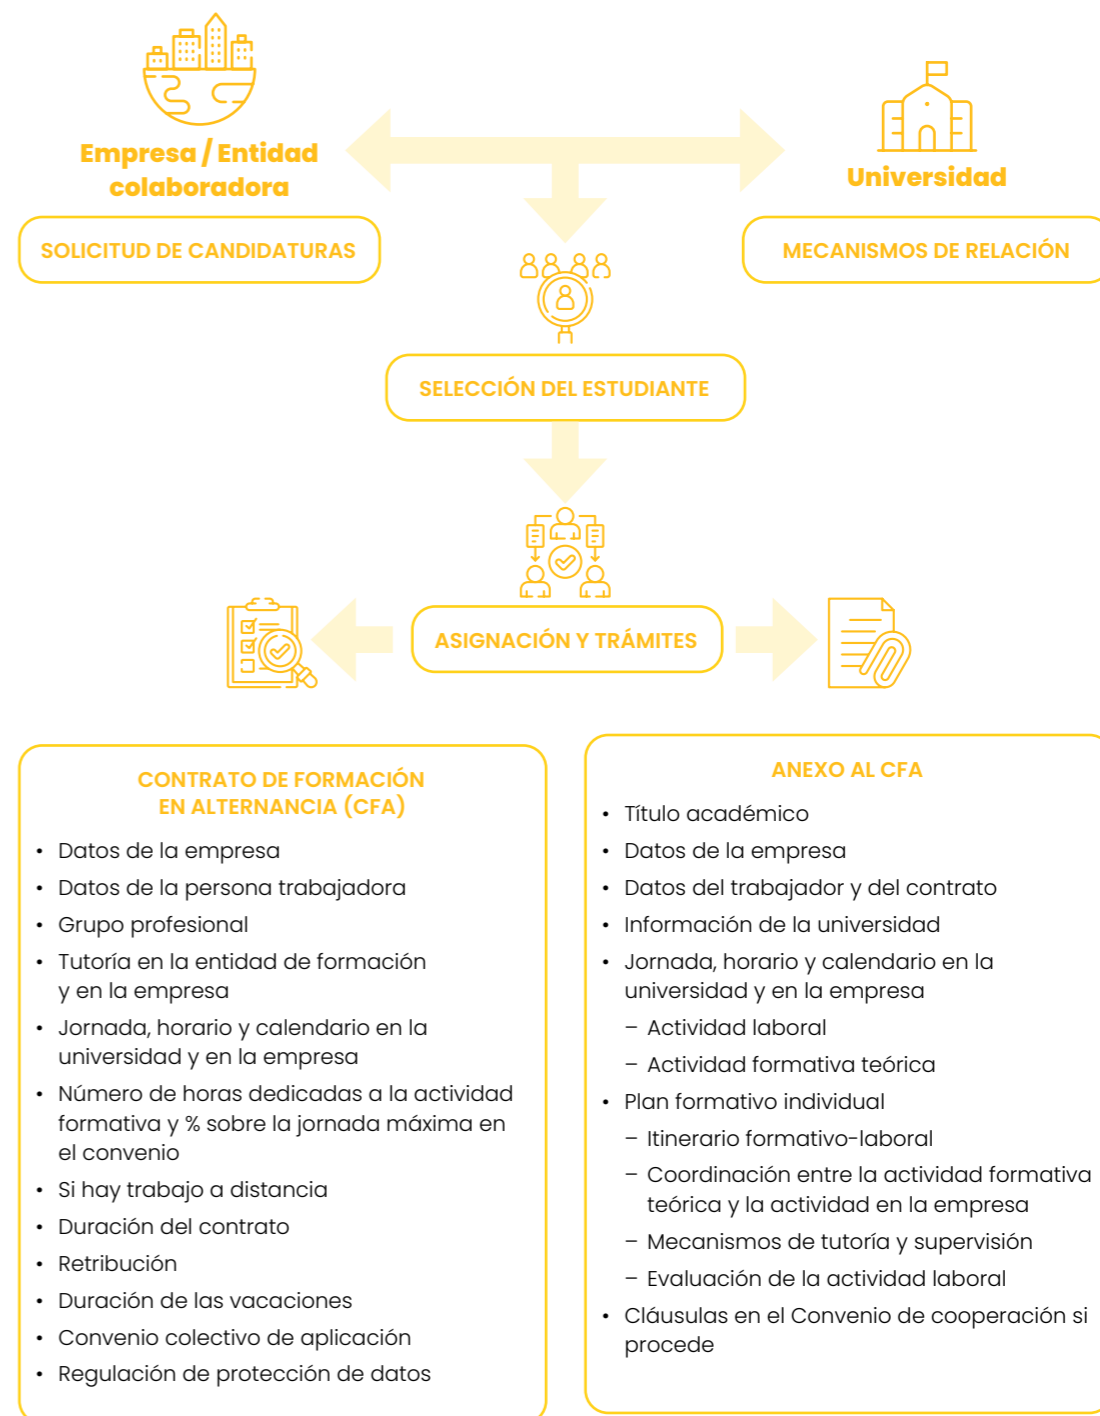 Empresa / Entidad
colaboradora
Universidad
SOLICITUD DE CANDIDATURAS
MECANISMOS DE RELACIÓN
SELECCIÓN DEL ESTUDIANTE
ASIGNACIÓN Y TRÁMITES
CONTRATO DE FORMACIÓN
EN ALTERNANCIA (CFA)
• Datos de la empresa
• Datos de la persona trabajadora
• Grupo profesional
• Tutoría en la entidad de formación
y en la empresa
• Jornada, horario y calendario en la
universidad y en la empresa
• Número de horas dedicadas a la actividad
formativa y % sobre la jornada máxima en
el convenio
• Si hay trabajo a distancia
• Duración del contrato
• Retribución
• Duración de las vacaciones
• Convenio colectivo de aplicación
• Regulación de protección de datos
ANEXO AL CFA
• Título académico
• Datos de la empresa
• Datos del trabajador y del contrato
• Información de la universidad
• Jornada, horario y calendario en la
universidad y en la empresa
– Actividad laboral
– Actividad formativa teórica
• Plan formativo individual
– Itinerario formativo-laboral
– Coordinación entre la actividad formativa
teórica y la actividad en la empresa
– Mecanismos de tutoría y supervisión
– Evaluación de la actividad laboral
• Cláusulas en el Convenio de cooperación si
procede